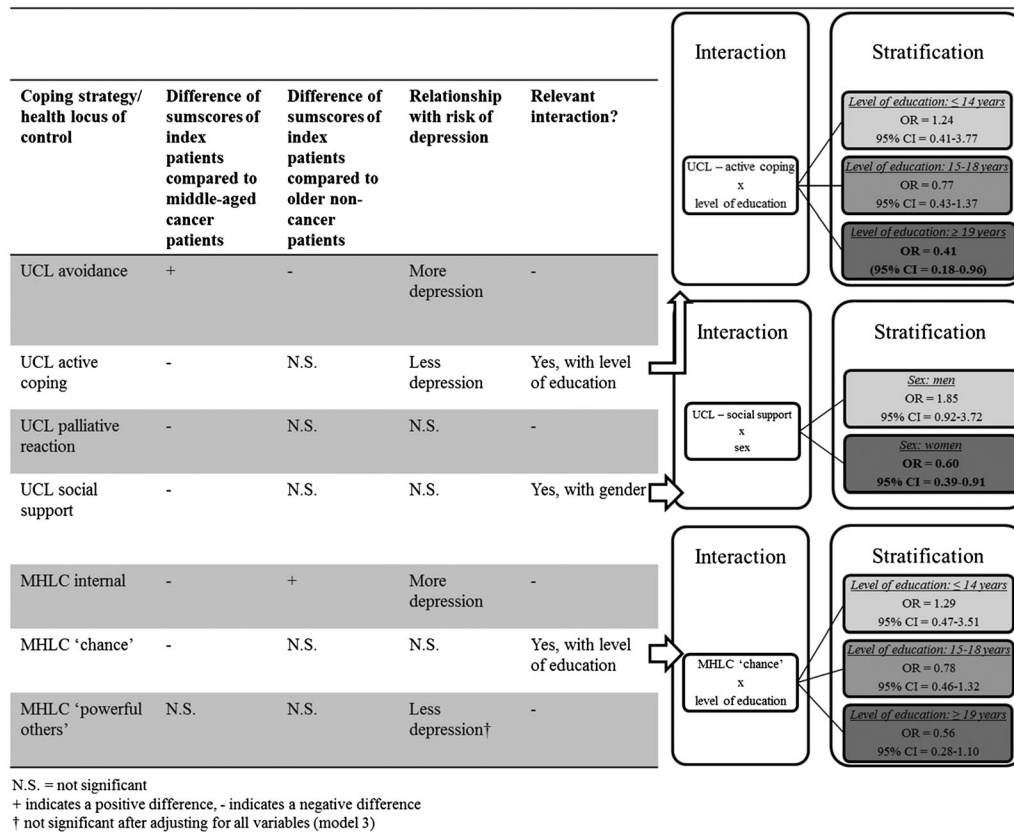 Coping strategy/
health locus of
control
Difference of
sumscores of
index
patients
compared to
middle-aged
cancer
patients
Difference of
sumscores of
index
patients
compared to
older non-
cancer
patients
Relationship
with risk of
depression
Relevant
interaction?
UCL avoidance
+
-
More
depression
-
UCL active
coping
-
N.S.
Less
depression
Yes, with level
of education
UCL palliative
reaction
-
N.S.
N.S.
-
UCL social
support
-
N.S.
N.S.
Yes, with gender
MHLC internal
-
+
More
depression
-
MHLC ‘chance’
-
N.S.
N.S.
Yes, with level
of education
MHLC ‘powerful
others’
N.S.
N.S.
Less
depression†
-
Interaction
UCL – active coping
x
level of education
Stratification
Level of education: ≤ 14 years
OR = 1.24
95% CI = 0.41-3.77
Level of education: 15-18 years
OR = 0.77
95% CI = 0.43-1.37
Level of education: ≥ 19 years
OR = 0.41
(95% CI = 0.18-0.96)
Interaction
UCL – social support
x
sex
Stratification
Sex: men
OR = 1.85
95% CI = 0.92-3.72
Sex: women
OR = 0.60
95% CI = 0.39-0.91
Interaction
MHLC ‘chance’
x
level of education
Stratification
Level of education: ≤ 14 years
OR = 1.29
95% CI = 0.47-3.51
Level of education: 15-18 years
OR = 0.78
95% CI = 0.46-1.32
Level of education: ≥ 19 years
OR = 0.56
95% CI = 0.28-1.10
N.S. = not significant
+ indicates a positive difference, - indicates a negative difference
† not significant after adjusting for all variables (model 3)